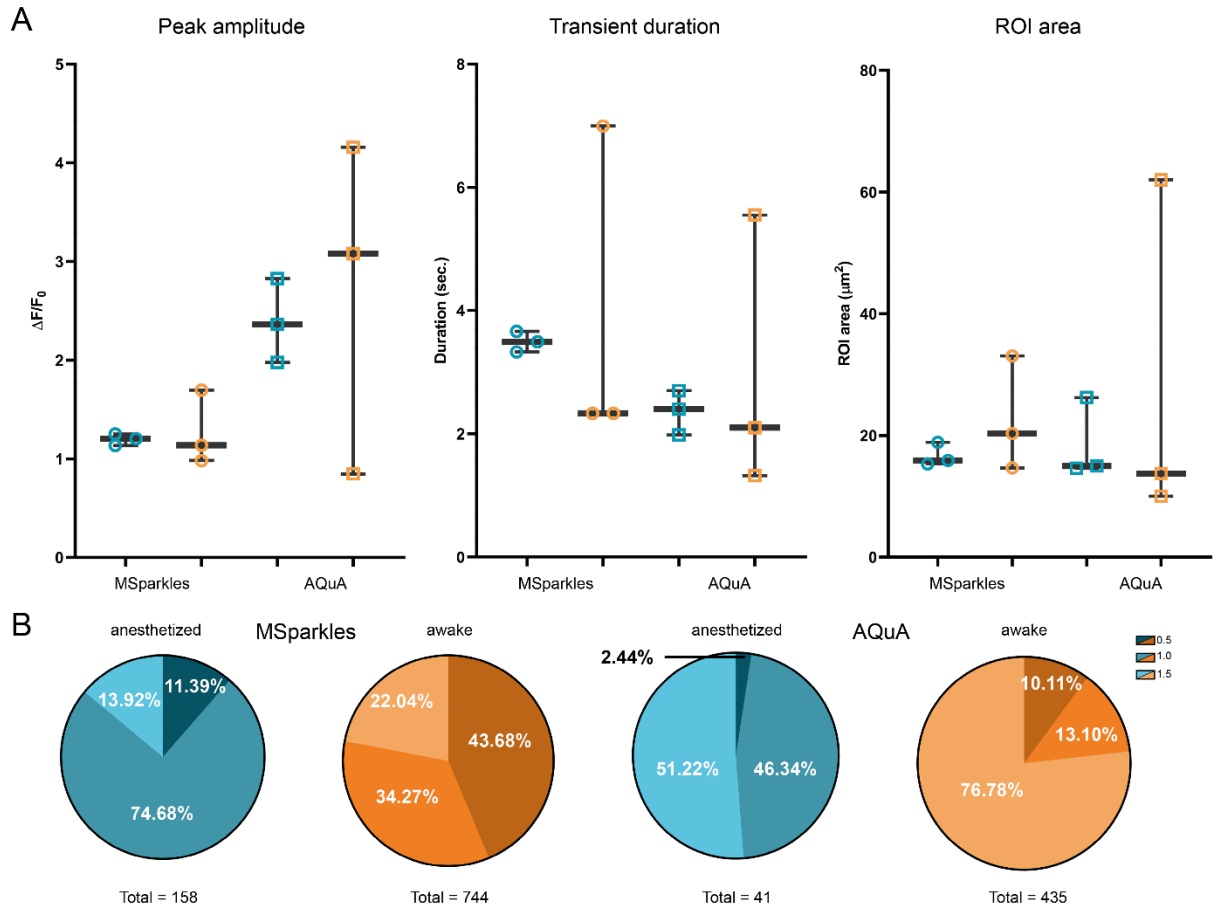 A
Peak amplitude
Transient duration
ROI area
5
4
3
2
1
0
ΔF/F0
MSparkles
AQuA
8
6
4
2
0
Duration (sec.)
MSparkles
AQuA
80
60
40
20
0
ROI area (μm2)
MSparkles
AQuA
B
anesthetized
MSparkles
awake
anesthetized
AQuA
awake
13.92%
11.39%
74.68%
Total = 158
22.04%
43.68%
34.27%
Total = 744
2.44%
51.22%
46.34%
Total = 41
10.11%
13.10%
76.78%
Total = 435
0.5
1.0
1.5